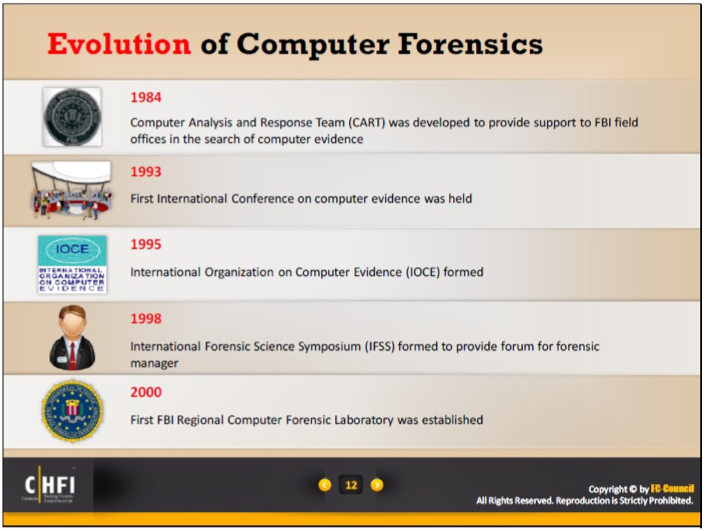 Evolution of Computer Forensics
1984
Computer Analysis and Response Team (CART) was developed to provide support to FBI field
offices in the search of computer evidence
1993
First International Conference on computer evidence was held
IOCE
INTERNATIONAL
ORGANIZATION
ON COMPUTER
EVIDENCE
1995
International Organization on Computer Evidence (IOCE) formed
1998
International Forensic Science Symposium (IFSS) formed to provide forum for forensic
manager
2000
First FBI Regional Computer Forensic Laboratory was established
CHFI
12
Copyright © by EC-Council
All Rights Reserved. Reproduction is Strictly Prohibited.